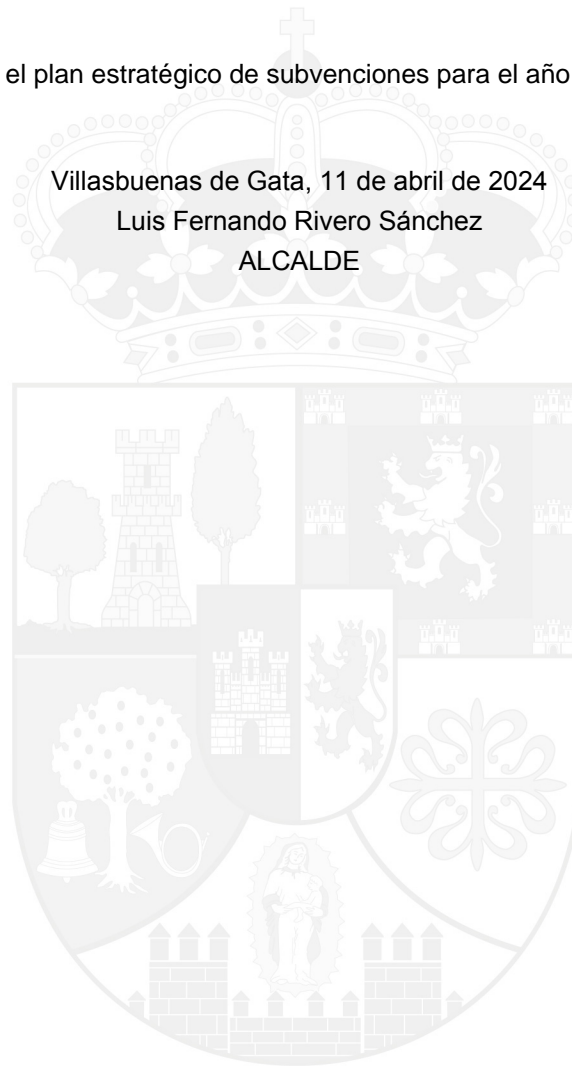 el plan estratégico de subvenciones para el año
Villasbuenas de Gata, 11 de abril de 2024
Luis Fernando Rivero Sánchez
ALCALDE